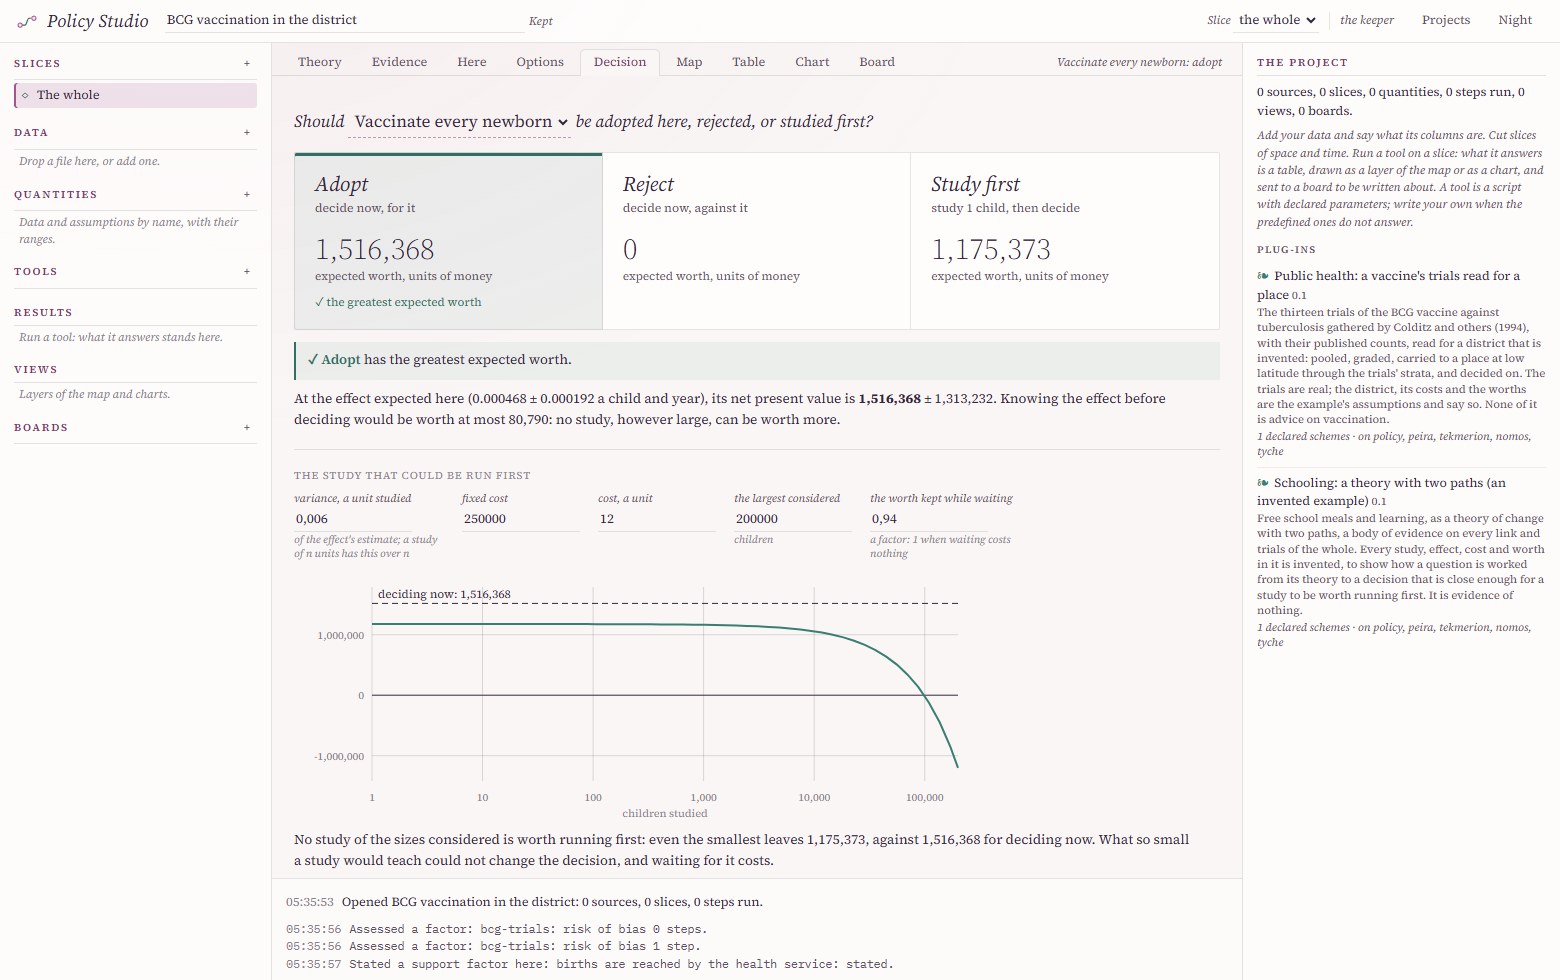 Policy Studio
BCG vaccination in the district
Kept
Slice the whole
the keeper
Projects
Night
SLICES +
The whole
DATA +
Drop a file here, or add one.
QUANTITIES +
Data and assumptions by name, with their
ranges.
TOOLS +
RESULTS
Run a tool: what it answers stands here.
VIEWS
Layers of the map and charts.
BOARDS +
Theory Evidence Here Options Decision Map Table Chart Board
Vaccinate every newborn: adopt
Should Vaccinate every newborn be adopted here, rejected, or studied first?
Adopt
decide now, for it
1,516,368
expected worth, units of money
✓ the greatest expected worth
Reject
decide now, against it
0
expected worth, units of money
Study first
study 1 child, then decide
1,175,373
expected worth, units of money
✓ Adopt has the greatest expected worth.
At the effect expected here (0.000468 ± 0.000192 a child and year), its net present value is 1,516,368 ± 1,313,232. Knowing the effect before
deciding would be worth at most 80,790: no study, however large, can be worth more.
THE STUDY THAT COULD BE RUN FIRST
variance, a unit studied
0,006
of the effect's estimate; a study
of n units has this over n
fixed cost
250000
cost, a unit
12
the largest considered
200000
children
the worth kept while waiting
0,94
a factor: 1 when waiting costs
nothing
deciding now: 1,516,368
1,000,000
0
-1,000,000
1 10 100 1,000 10,000 100,000
children studied
No study of the sizes considered is worth running first: even the smallest leaves 1,175,373, against 1,516,368 for deciding now. What so small
a study would teach could not change the decision, and waiting for it costs.
05:35:53 Opened BCG vaccination in the district: 0 sources, 0 slices, 0 steps run.
05:35:56 Assessed a factor: bcg-trials: risk of bias 0 steps.
05:35:56 Assessed a factor: bcg-trials: risk of bias 1 step.
05:35:57 Stated a support factor here: births are reached by the health service: stated.
THE PROJECT
0 sources, 0 slices, 0 quantities, 0 steps run, 0
views, 0 boards.
Add your data and say what its columns are. Cut slices
of space and time. Run a tool on a slice: what it answers
is a table, drawn as a layer of the map or as a chart, and
sent to a board to be written about. A tool is a script
with declared parameters; write your own when the
predefined ones do not answer.
PLUG-INS
Public health: a vaccine's trials read for a
place 0.1
The thirteen trials of the BCG vaccine against
tuberculosis gathered by Colditz and others (1994),
with their published counts, read for a district that is
invented: pooled, graded, carried to a place at low
latitude through the trials' strata, and decided on. The
trials are real; the district, its costs and the worths
are the example's assumptions and say so. None of it
is advice on vaccination.
1 declared schemes · on policy, peira, tekmerion, nomos,
tyche
Schooling: a theory with two paths (an
invented example) 0.1
Free school meals and learning, as a theory of change
with two paths, a body of evidence on every link and
trials of the whole. Every study, effect, cost and worth
in it is invented, to show how a question is worked
from its theory to a decision that is close enough for a
study to be worth running first. It is evidence of
nothing.
1 declared schemes · on policy, peira, tekmerion, nomos,
tyche